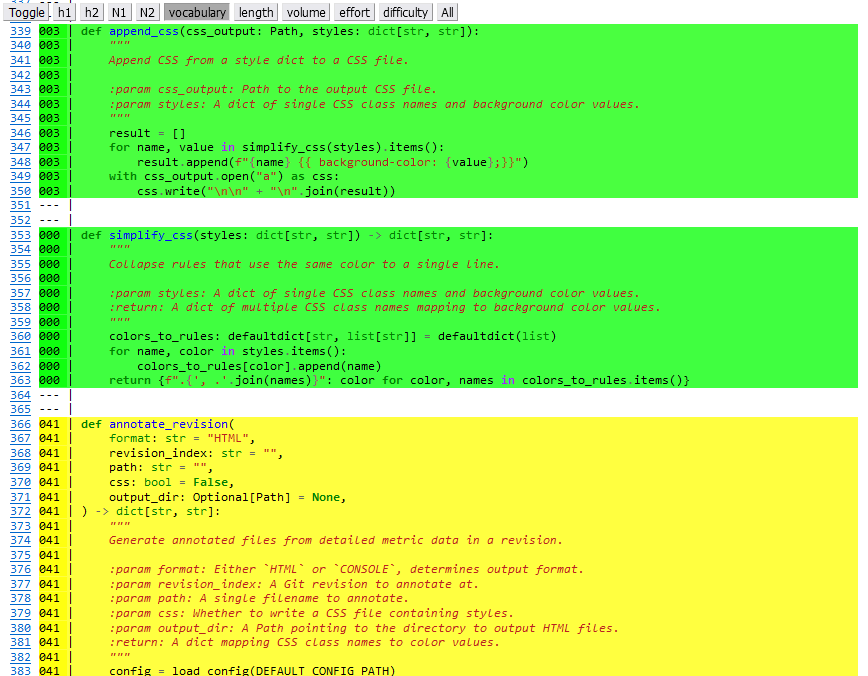 Toggle h1 h2 N1 N2 vocabulary length volume effort difficulty All
339 003 | def append_css(css_output: Path, styles: dict[str, str]):
340 003 |     """
341 003 |     Append CSS from a style dict to a CSS file.
342 003 |
343 003 |     :param css_output: Path to the output CSS file.
344 003 |     :param styles: A dict of single CSS class names and background color values.
345 003 |     """
346 003 |     result = []
347 003 |     for name, value in simplify_css(styles).items():
348 003 |         result.append(f"{name} {{ background-color: {value};}}")
349 003 |     with css_output.open("a") as css:
350 003 |         css.write("\n\n" + "\n".join(result))
351 --- |
352 --- |
353 000 | def simplify_css(styles: dict[str, str]) -> dict[str, str]:
354 000 |     """
355 000 |     Collapse rules that use the same color to a single line.
356 000 |
357 000 |     :param styles: A dict of single CSS class names and background color values.
358 000 |     :return: A dict of multiple CSS class names mapping to background color values.
359 000 |     """
360 000 |     colors_to_rules: defaultdict[str, list[str]] = defaultdict(list)
361 000 |     for name, color in styles.items():
362 000 |         colors_to_rules[color].append(name)
363 000 |     return {f".{', .'.join(names)}": color for color, names in colors_to_rules.items()}
364 --- |
365 --- |
366 041 | def annotate_revision(
367 041 |     format: str = "HTML",
368 041 |     revision_index: str = "",
369 041 |     path: str = "",
370 041 |     css: bool = False,
371 041 |     output_dir: Optional[Path] = None,
372 041 | ) -> dict[str, str]:
373 041 |     """
374 041 |     Generate annotated files from detailed metric data in a revision.
375 041 |
376 041 |     :param format: Either `HTML` or `CONSOLE`, determines output format.
377 041 |     :param revision_index: A Git revision to annotate at.
378 041 |     :param path: A single filename to annotate.
379 041 |     :param css: Whether to write a CSS file containing styles.
380 041 |     :param output_dir: A Path pointing to the directory to output HTML files.
381 041 |     :return: A dict mapping CSS class names to color values.
382 041 |     """
383 041 |     config = load_config(DEFAULT_CONFIG_PATH)